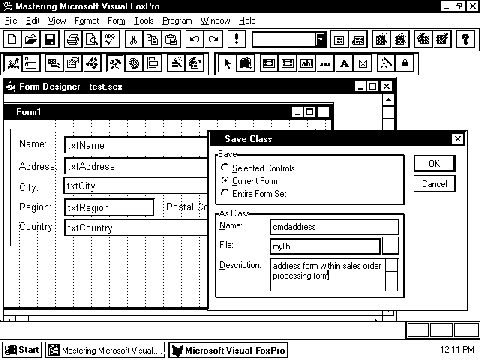 Mastering Microsoft Visual FoxPro
File Edit View Format Form Tools Program Window Help
Form Designer - test.scx
Form1
Save Class
Name: txtName
Save
Selected Controls
OK
Address: txtAddress
Current Form
Cancel
City: txtCity
Entire Form Set
Region: txtRegion Postal
As Class
Country: txtCountry
Name: cmdaddress
File:
Description: address form within sales order
processing form
Start Mastering Microsoft Visual... Microsoft Visual FoxPro 12:11 PM